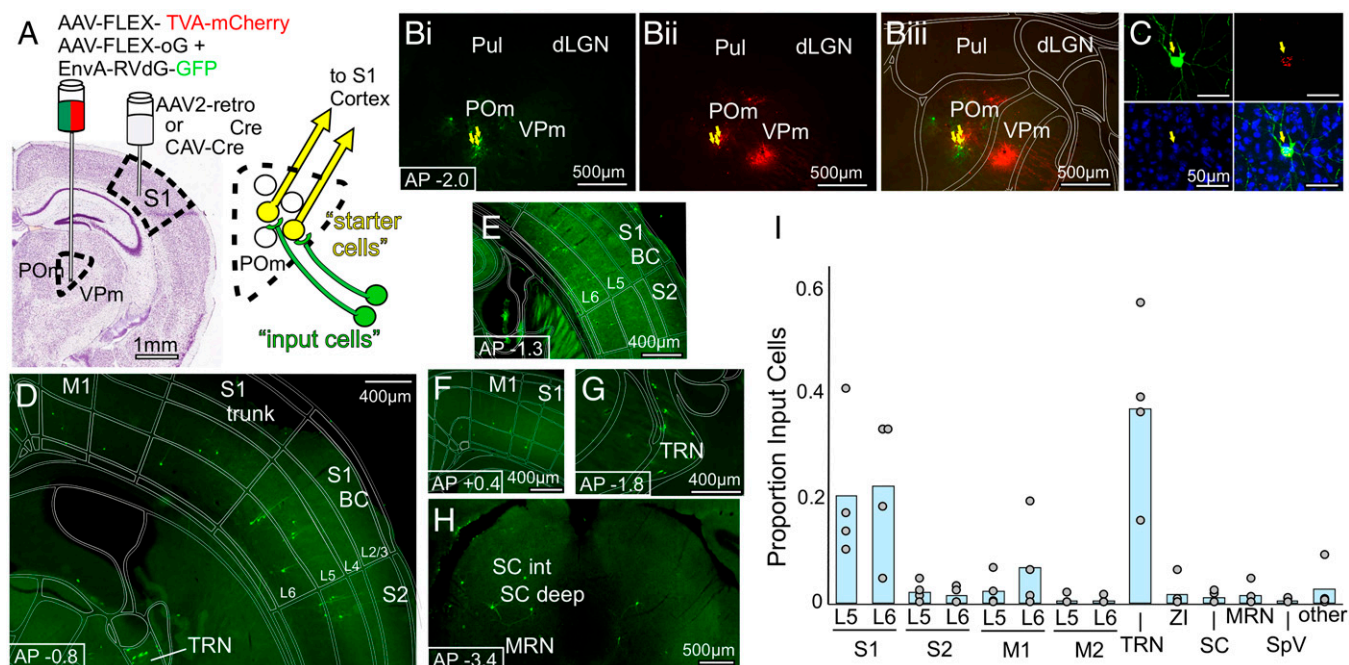 A
AAV-FLEX- TVA-mCherry
AAV-FLEX-oG +
EnvA-RVdG-GFP
AAV2-retro
or Cre
CAV-Cre
S1
POm
VPm
1mm
to S1
Cortex
"starter
cells"
POm
"input cells"
Bi
Pul dLGN
POm
VPm
AP -2.0
500µm
Bii
Pul dLGN
POm
VPm
500µm
Biii
Pul dLGN
POm
VPm
500µm
C
50µm
D
M1
S1
trunk
400µm
S1
BC
L2/3
L4
L5
L6
S2
AP -0.8
TRN
E
S1
BC
L5
L6
S2
AP -1.3
400µm
F
M1
S1
AP +0.4
400µm
G
TRN
AP -1.8
400µm
H
SC int
SC deep
MRN
AP -3.4
500µm
I
Proportion Input Cells
0.6
0.4
0.2
0
L5 L6 L5 L6 L5 L6 L5 L6 ZI MRN other
S1 S2 M1 M2 TRN SC SpV